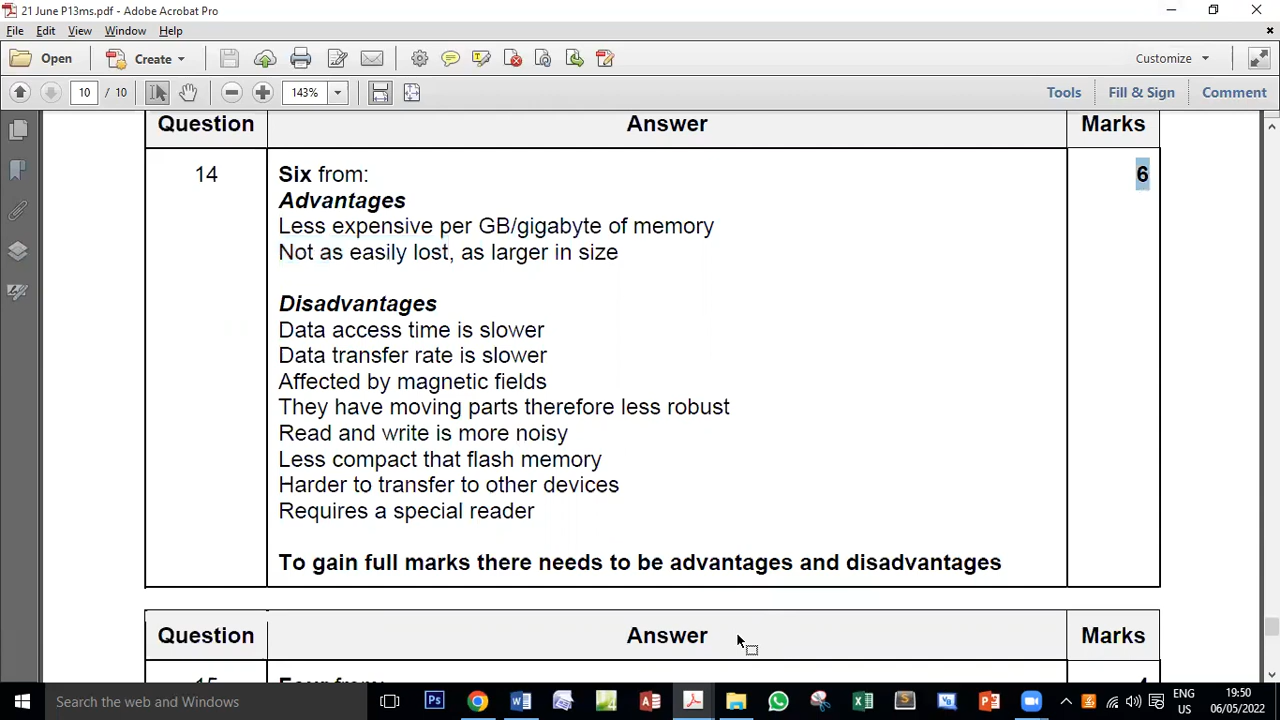 21 June P13ms.pdf - Adobe Acrobat Pro
File Edit View Window Help
Open Create Customize
10 / 10 143% Tools Fill & Sign Comment
Question Answer Marks
14 Six from: 6
Advantages
Less expensive per GB/gigabyte of memory
Not as easily lost, as larger in size
Disadvantages
Data access time is slower
Data transfer rate is slower
Affected by magnetic fields
They have moving parts therefore less robust
Read and write is more noisy
Less compact that flash memory
Harder to transfer to other devices
Requires a special reader
To gain full marks there needs to be advantages and disadvantages
Question Answer Marks
15 Four from: 4
Search the web and Windows
ENG 19:50
US 06/05/2022